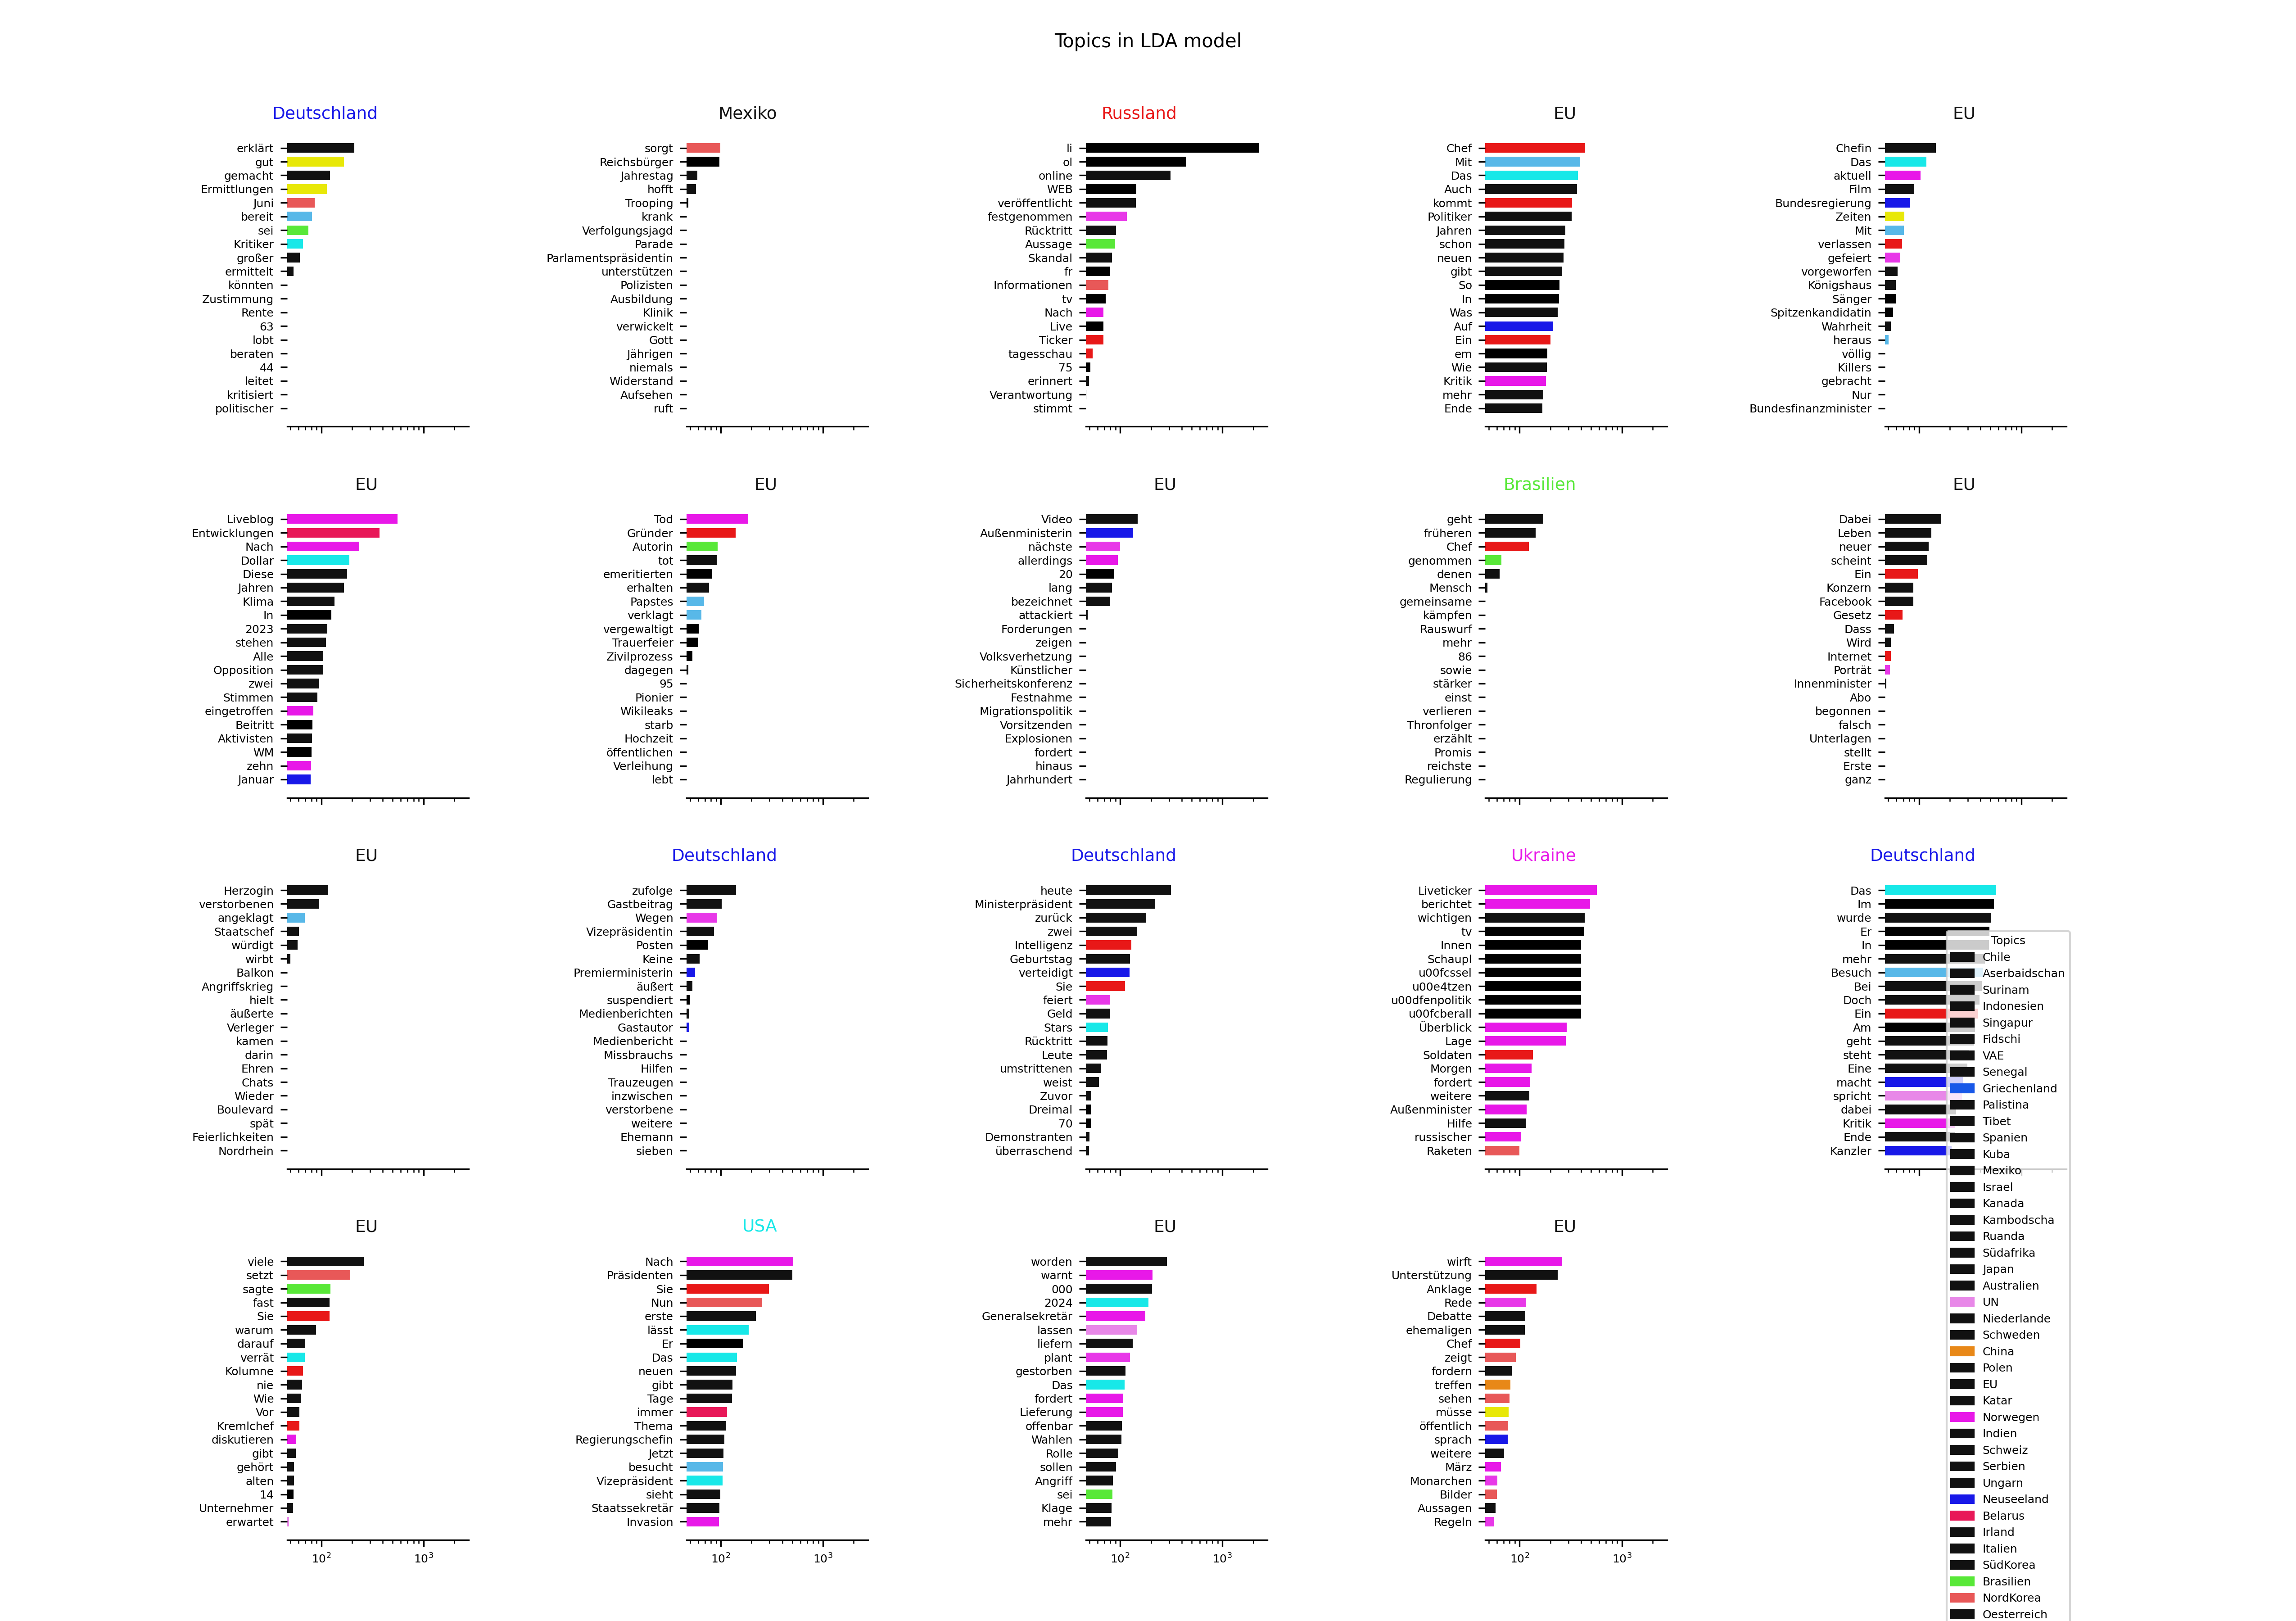 Topics in LDA model
Deutschland
erklärt
gut
gemacht
Ermittlungen
Juni
bereit
sei
Kritiker
großer
ermittelt
könnten
Zustimmung
Rente
63
lobt
beraten
44
leitet
kritisiert
politischer
Mexiko
sorgt
Reichsbürger
Jahrestag
hofft
Trooping
krank
Verfolgungsjagd
Parade
Parlamentspräsidentin
unterstützen
Polizisten
Ausbildung
Klinik
verwickelt
Gott
Jährigen
niemals
Widerstand
Aufsehen
ruft
Russland
li
ol
online
WEB
veröffentlicht
festgenommen
Rücktritt
Aussage
Skandal
fr
Informationen
tv
Nach
Live
Ticker
tagesschau
75
erinnert
Verantwortung
stimmt
EU
Chef
Mit
Das
Auch
kommt
Politiker
Jahren
schon
neuen
gibt
So
In
Was
Auf
Ein
em
Wie
Kritik
mehr
Ende
EU
Chefin
Das
aktuell
Film
Bundesregierung
Zeiten
Mit
verlassen
gefeiert
vorgeworfen
Königshaus
Sänger
Spitzenkandidatin
Wahrheit
heraus
völlig
Killers
gebracht
Nur
Bundesfinanzminister
EU
Liveblog
Entwicklungen
Nach
Dollar
Diese
Jahren
Klima
In
2023
stehen
Alle
Opposition
zwei
Stimmen
eingetroffen
Beitritt
Aktivisten
WM
zehn
Januar
EU
Tod
Gründer
Autorin
tot
emeritierten
erhalten
Papstes
verklagt
vergewaltigt
Trauerfeier
Zivilprozess
dagegen
95
Pionier
Wikileaks
starb
Hochzeit
öffentlichen
Verleihung
lebt
EU
Video
Außenministerin
nächste
allerdings
20
lang
bezeichnet
attackiert
Forderungen
zeigen
Volksverhetzung
Künstlicher
Sicherheitskonferenz
Festnahme
Migrationspolitik
Vorsitzenden
Explosionen
fordert
hinaus
Jahrhundert
Brasilien
geht
früheren
Chef
genommen
denen
Mensch
gemeinsame
kämpfen
Rauswurf
mehr
86
sowie
stärker
einst
verlieren
Thronfolger
erzählt
Promis
reichste
Regulierung
EU
Dabei
Leben
neuer
scheint
Ein
Konzern
Facebook
Gesetz
Dass
Wird
Internet
Porträt
Innenminister
Abo
begonnen
falsch
Unterlagen
stellt
Erste
ganz
EU
Herzogin
verstorbenen
angeklagt
Staatschef
würdigt
wirbt
Balkon
Angriffskrieg
hielt
äußerte
Verleger
kamen
darin
Ehren
Chats
Wieder
Boulevard
spät
Feierlichkeiten
Nordrhein
Deutschland
zufolge
Gastbeitrag
Wegen
Vizepräsidentin
Posten
Keine
Premierministerin
äußert
suspendiert
Medienberichten
Gastautor
Medienbericht
Missbrauchs
Hilfen
Trauzeugen
inzwischen
verstorbene
weitere
Ehemann
sieben
Deutschland
heute
Ministerpräsident
zurück
zwei
Intelligenz
Geburtstag
verteidigt
Sie
feiert
Geld
Stars
Rücktritt
Leute
umstrittenen
weist
Zuvor
Dreimal
70
Demonstranten
überraschend
Ukraine
Liveticker
berichtet
wichtigen
tv
Innen
Schaupl
u00fcssel
u00e4tzen
u00dfenpolitik
u00fcberall
Überblick
Lage
Soldaten
Morgen
fordert
weitere
Außenminister
Hilfe
russischer
Raketen
Deutschland
Das
Im
wurde
Er
In
mehr
Besuch
Bei
Doch
Ein
Am
geht
steht
Eine
macht
spricht
dabei
Kritik
Ende
Kanzler
EU
viele
setzt
sagte
fast
Sie
warum
darauf
verrät
Kolumne
nie
Wie
Vor
Kremlchef
diskutieren
gibt
gehört
alten
14
Unternehmer
erwartet
10²
10³
USA
Nach
Präsidenten
Sie
Nun
erste
lässt
Er
Das
neuen
gibt
Tage
immer
Thema
Regierungschefin
Jetzt
besucht
Vizepräsident
sieht
Staatssekretär
Invasion
10²
10³
EU
worden
warnt
000
2024
Generalsekretär
lassen
liefern
plant
gestorben
Das
fordert
Lieferung
offenbar
Wahlen
Rolle
sollen
Angriff
sei
Klage
mehr
10²
10³
EU
wirft
Unterstützung
Anklage
Rede
Debatte
ehemaligen
Chef
zeigt
fordern
treffen
sehen
müsse
öffentlich
sprach
weitere
März
Monarchen
Bilder
Aussagen
Regeln
10²
10³
Topics
Chile
Aserbaidschan
Surinam
Indonesien
Singapur
Fidschi
VAE
Senegal
Griechenland
Palistina
Tibet
Spanien
Kuba
Mexiko
Israel
Kanada
Kambodscha
Ruanda
Südafrika
Japan
Australien
UN
Niederlande
Schweden
China
Polen
EU
Katar
Norwegen
Indien
Schweiz
Serbien
Ungarn
Neuseeland
Belarus
Irland
Italien
SüdKorea
Brasilien
NordKorea
Oesterreich